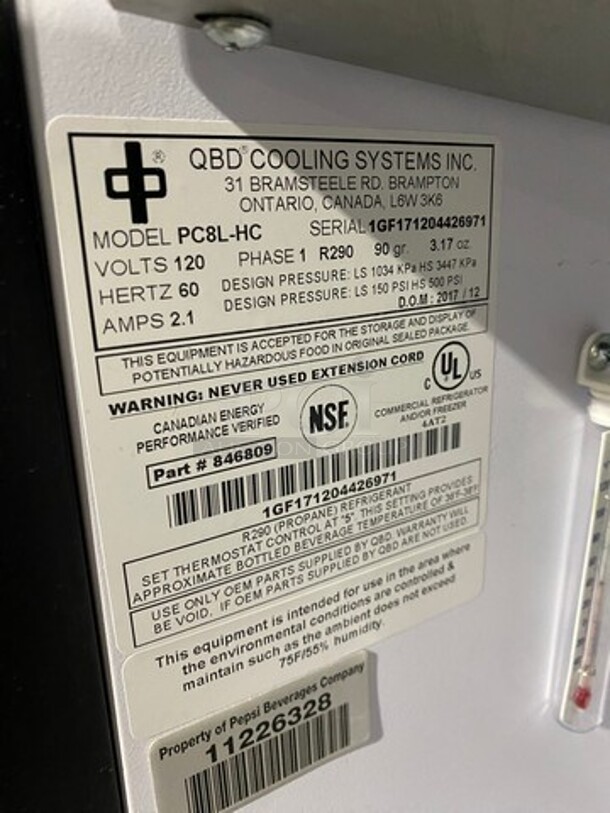 QBD® COOLING SYSTEMS INC.
31 BRAMSTEELE RD. BRAMPTON
ONTARIO, CANADA, L6W 3K6
MODEL PC8L-HC SERIAL 1GF171204426971
VOLTS 120 PHASE 1 R290 90 gr. 3.17 oz.
HERTZ 60 DESIGN PRESSURE: LS 1034 KPa HS 3447 KPa
AMPS 2.1 DESIGN PRESSURE: LS 150 PSI HS 500 PSI
D.O.M: 2017 / 12
THIS EQUIPMENT IS ACCEPTED FOR THE STORAGE AND DISPLAY OF
POTENTIALLY HAZARDOUS FOOD IN ORIGINAL SEALED PACKAGE.
WARNING: NEVER USED EXTENSION CORD
CANADIAN ENERGY
PERFORMANCE VERIFIED
NSF.
C UL US
COMMERCIAL REFRIGERATOR
AND/OR FREEZER
4AT2
Part # 846809
1GF171204426971
R290 (PROPANE) REFRIGERANT
SET THERMOSTAT CONTROL AT "5". THIS SETTING PROVIDES
APPROXIMATE BOTTLED BEVERAGE TEMPERATURE OF 36'F-38'F
USE ONLY OEM PARTS SUPPLIED BY QBD. WARRANTY WILL
BE VOID. IF OEM PARTS SUPPLIED BY QBD ARE NOT USED.
This equipment is intended for use in the area where
the environmental conditions are controlled &
maintain such as the ambient does not exceed
75F/55% humidity.
Property of Pepsi Beverages Company
11226328